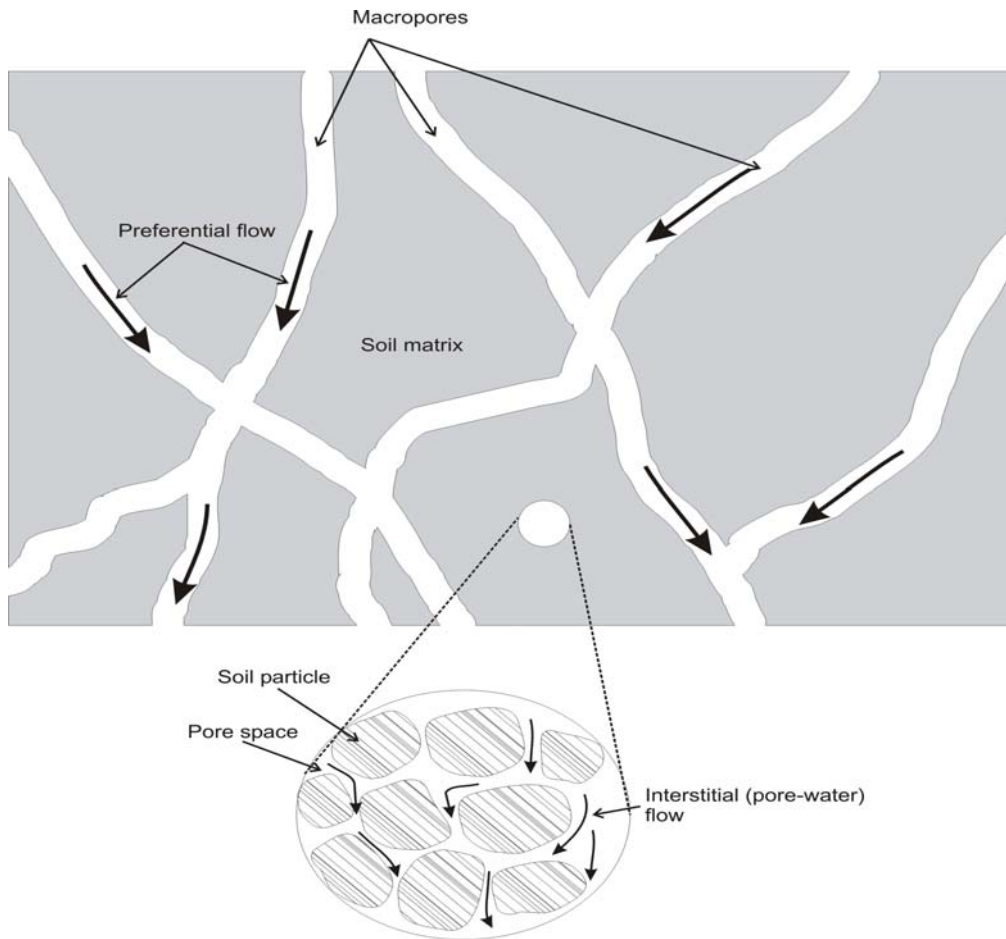 Macropores
Preferential flow
Soil matrix
Soil particle
Pore space
Interstitial (pore-water)
flow